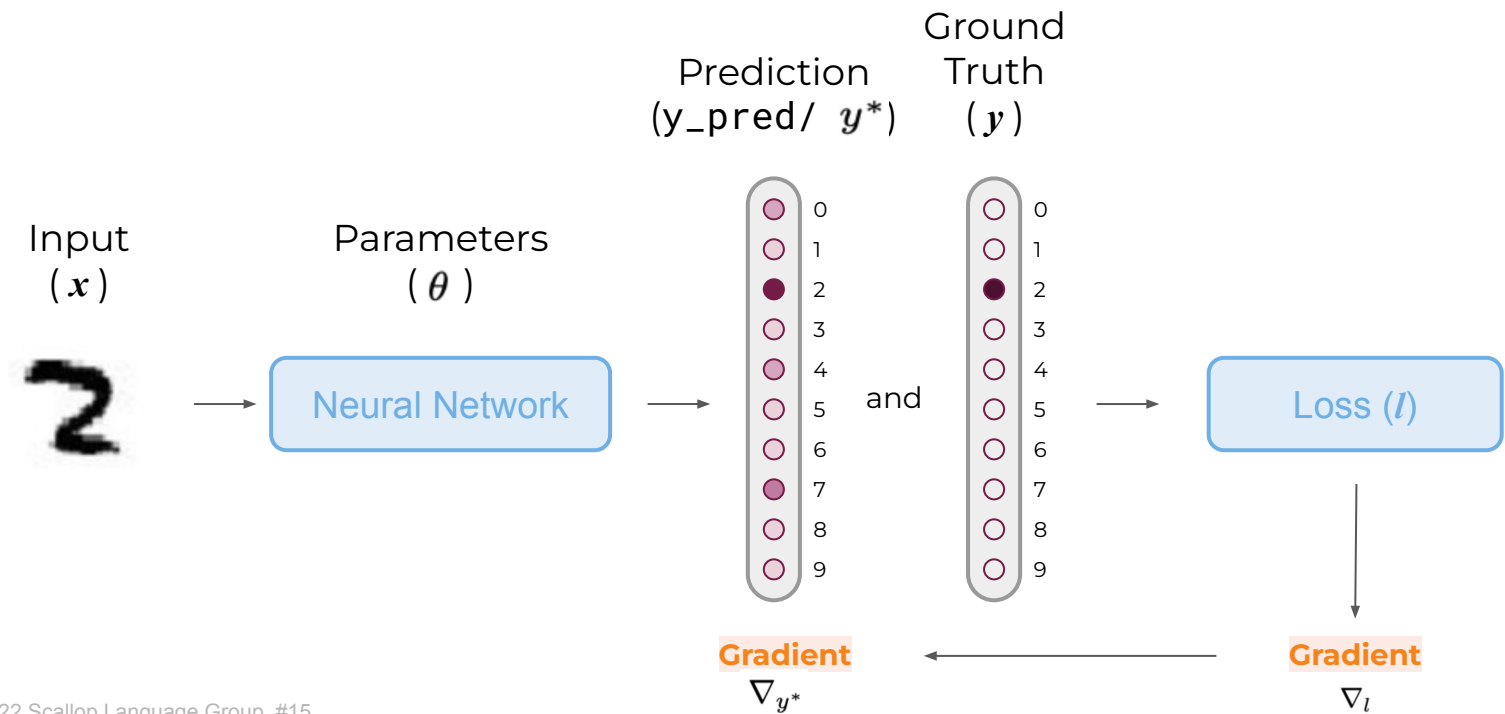 Input
(x)
Parameters
(θ)
Prediction
(y_pred/ y*)
Ground
Truth
(y)
Neural Network
0
1
2
3
4
5
6
7
8
9
and
0
1
2
3
4
5
6
7
8
9
Loss (l)
Gradient
∇y*
Gradient
∇l
22 Scallop Language Group, #15